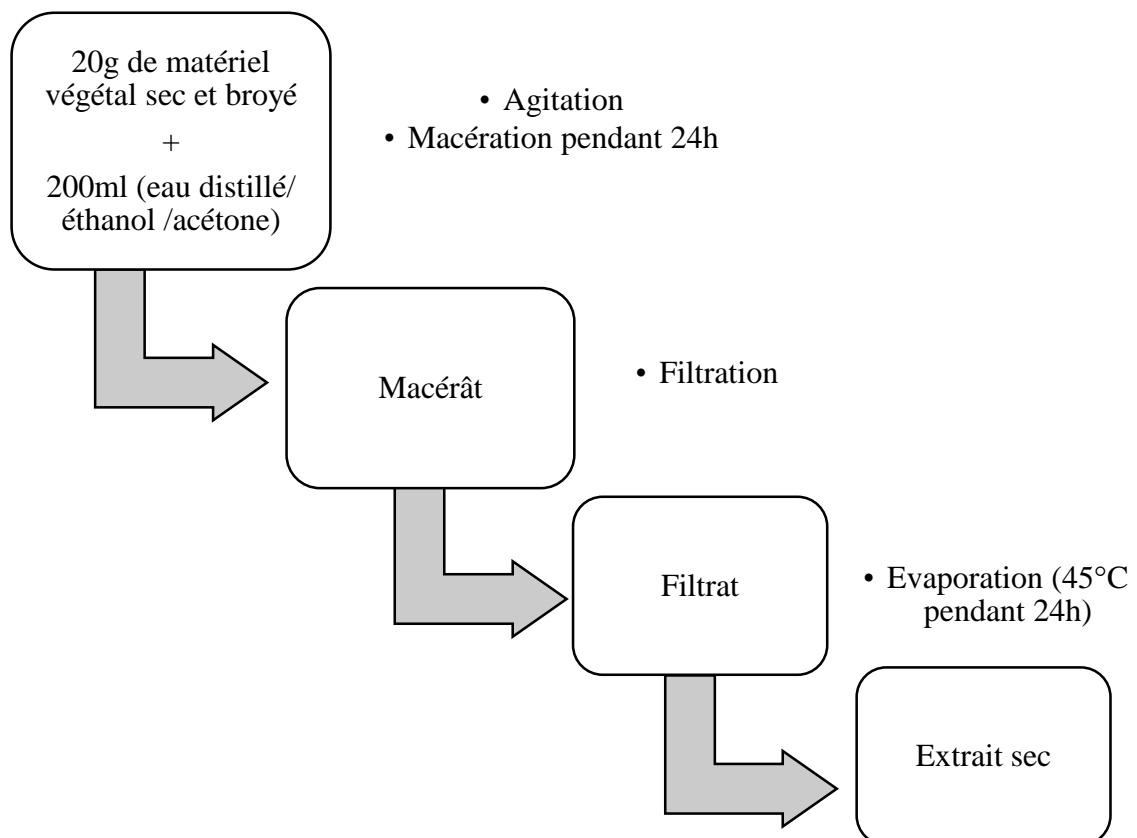 20g de matériel
végétal sec et broyé
+
200ml (eau distillé/
éthanol /acétone)
• Agitation
• Macération pendant 24h
Macérât
• Filtration
Filtrat
• Evaporation (45°C
pendant 24h)
Extrait sec